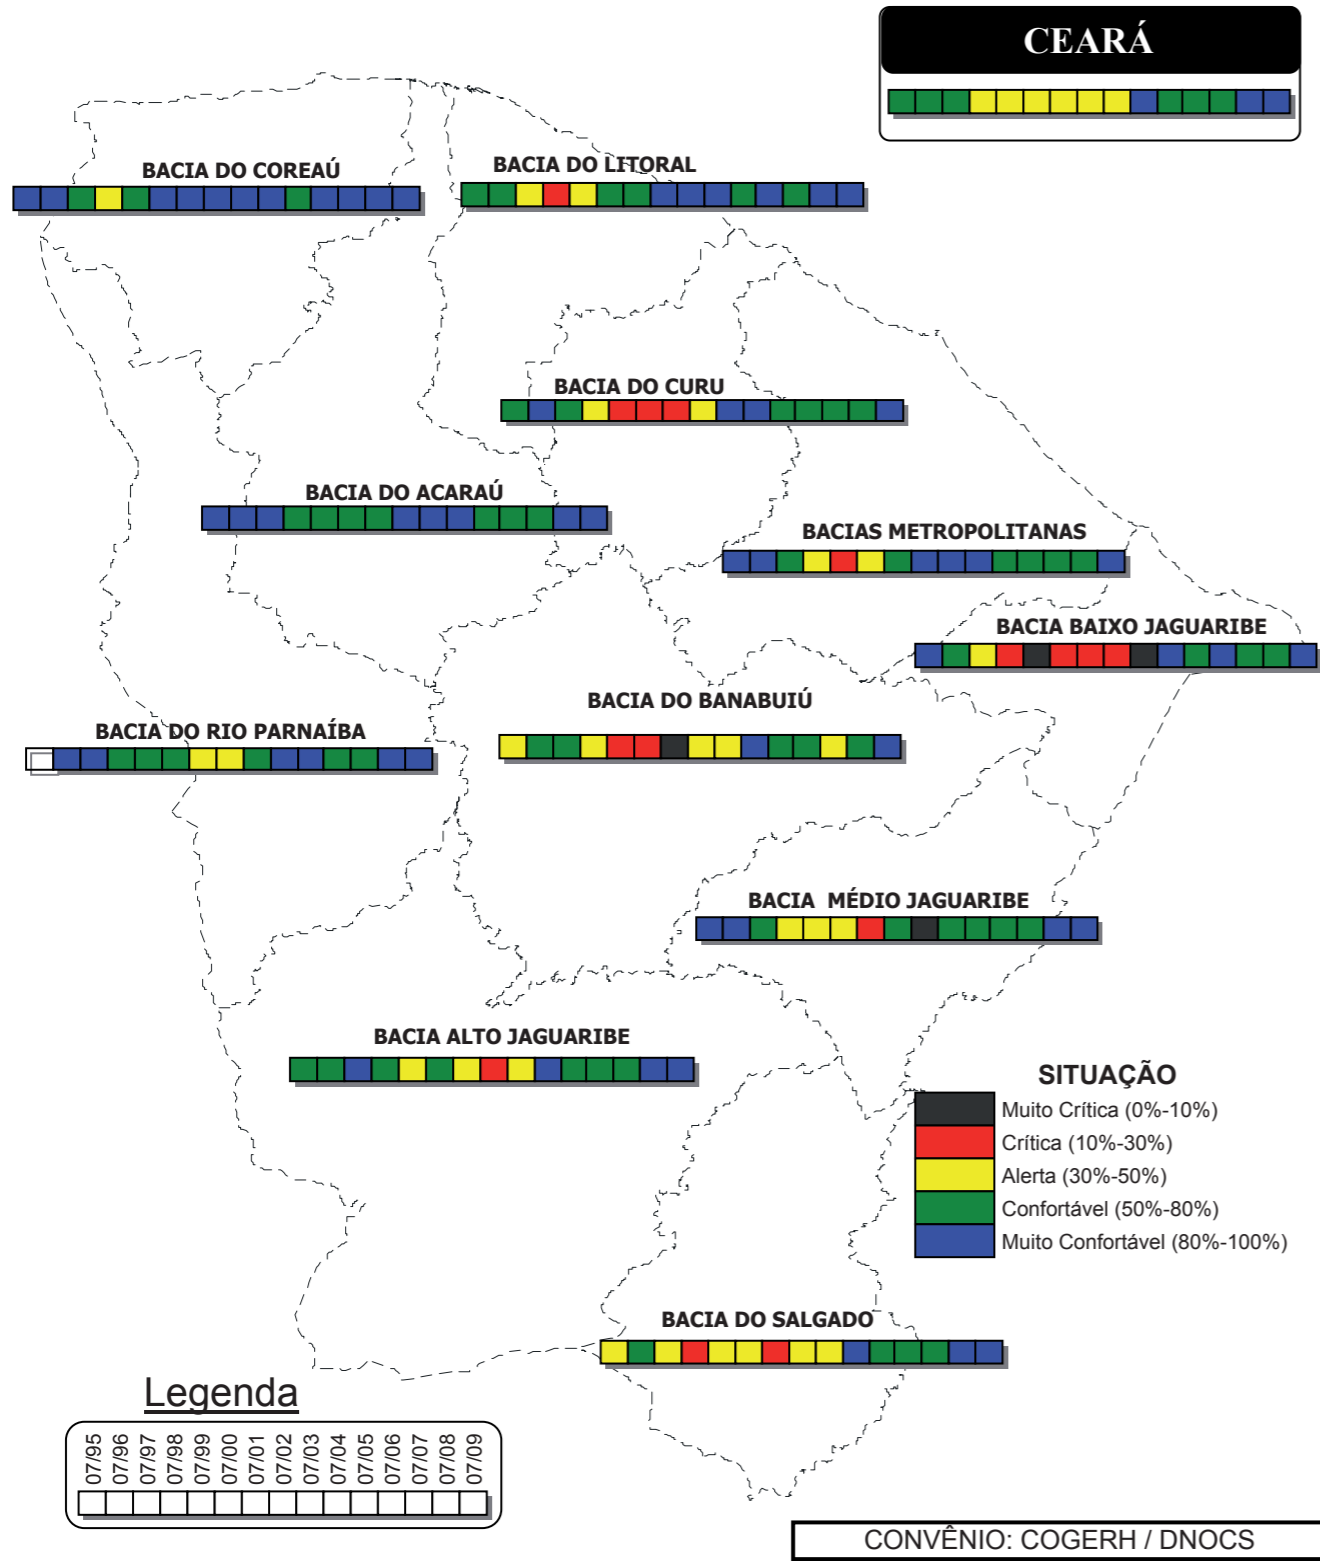 CEARÁ
BACIA DO COREAÚ
BACIA DO LITORAL
BACIA DO CURU
BACIA DO ACARAÚ
BACIAS METROPOLITANAS
BACIA BAIXO JAGUARIBE
BACIA DO BANABUIÚ
BACIA DO RIO PARNAÍBA
BACIA MÉDIO JAGUARIBE
BACIA ALTO JAGUARIBE
SITUAÇÃO
Muito Crítica (0%-10%)
Crítica (10%-30%)
Alerta (30%-50%)
Confortável (50%-80%)
Muito Confortável (80%-100%)
BACIA DO SALGADO
Legenda
07/95
07/96
07/97
07/98
07/99
07/00
07/01
07/02
07/03
07/04
07/05
07/06
07/07
07/08
07/09
CONVÊNIO: COGERH / DNOCS